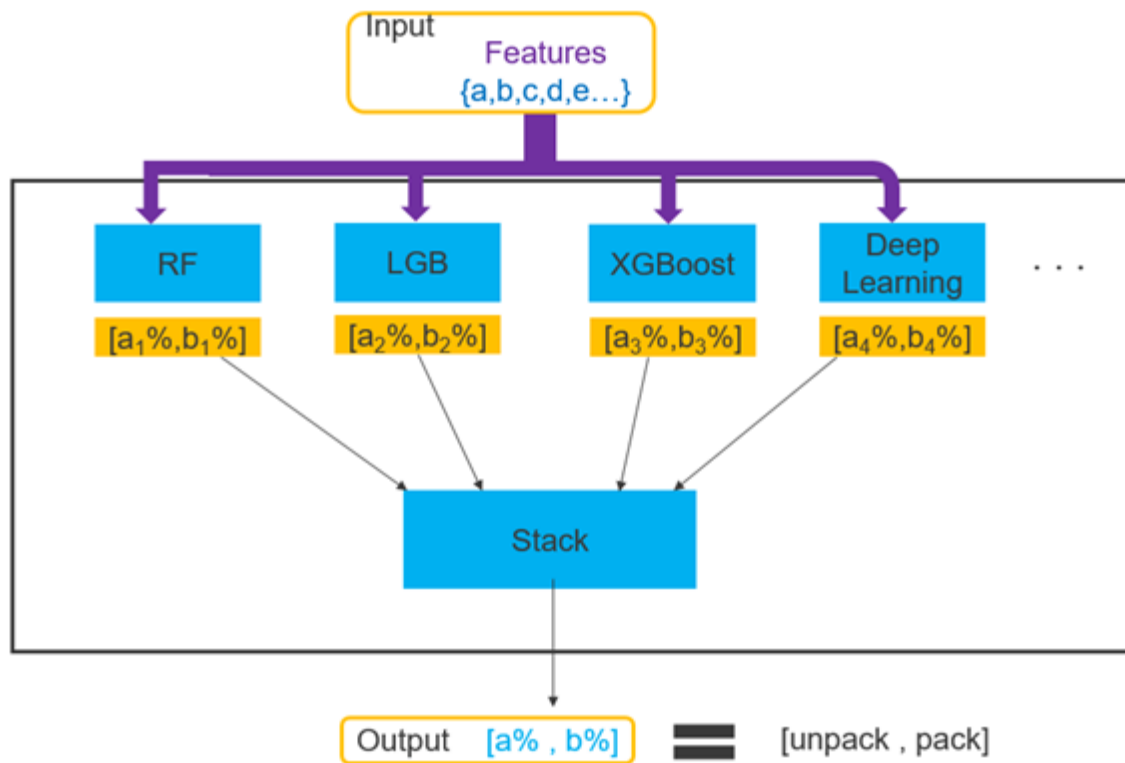 Input
Features
{a,b,c,d,e...}
RF
LGB
XGBoost
Deep
Learning
. . .
[a₁%,b₁%]
[a₂%,b₂%]
[a₃%,b₃%]
[a₄%,b₄%]
Stack
Output [a% , b%] = [unpack , pack]